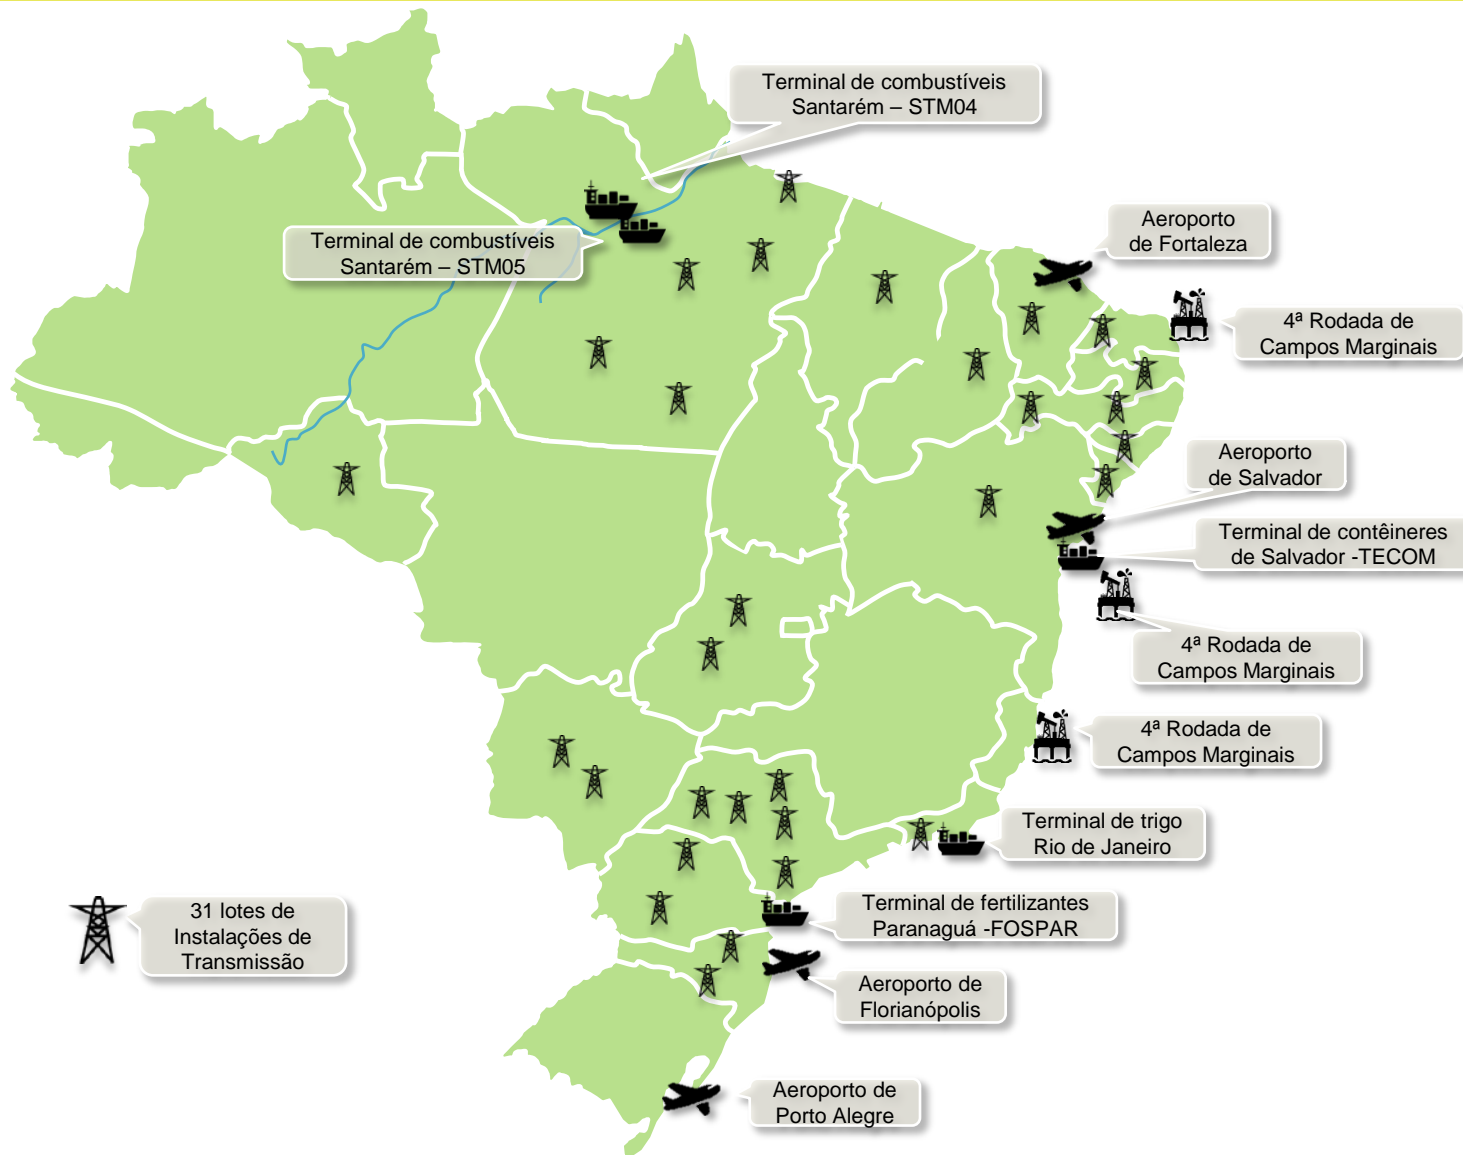 Terminal de combustíveis
Santarém – STM04
Terminal de combustíveis
Santarém – STM05
Aeroporto
de Fortaleza
4ª Rodada de
Campos Marginais
Aeroporto
de Salvador
Terminal de contêineres
de Salvador -TECOM
4ª Rodada de
Campos Marginais
4ª Rodada de
Campos Marginais
Terminal de trigo
Rio de Janeiro
Terminal de fertilizantes
Paranaguá -FOSPAR
31 lotes de
Instalações de
Transmissão
Aeroporto de
Florianópolis
Aeroporto de
Porto Alegre